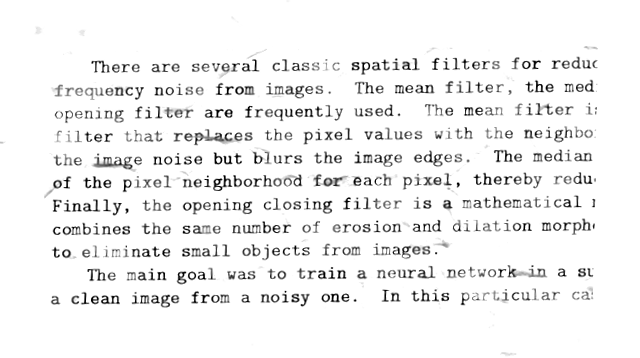 There are several classic spatial filters for reduc
frequency noise from images. The mean filter, the med
opening filter are frequently used. The mean filter i
filter that replaces the pixel values with the neighbo
the image noise but blurs the image edges. The median
of the pixel neighborhood for each pixel, thereby redu
Finally, the opening closing filter is a mathematical
combines the same number of erosion and dilation morph
to eliminate small objects from images.
The main goal was to train a neural network in a su
a clean image from a noisy one. In this particular ca